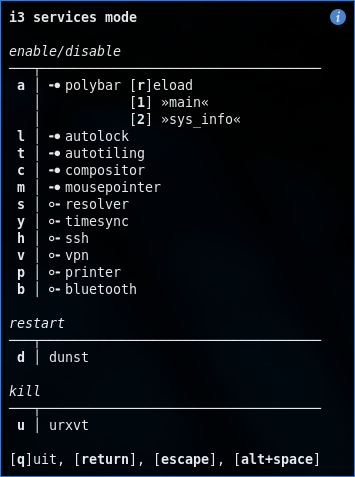 i3 services mode
i
enable/disable
a │ polybar [r]eload
│ [1] »main«
│ [2] »sys_info«
l │ autolock
t │ autotiling
c │ compositor
m │ mousepointer
s │ resolver
y │ timesync
h │ ssh
v │ vpn
p │ printer
b │ bluetooth
restart
d │ dunst
kill
u │ urxvt
[q]uit, [return], [escape], [alt+space]